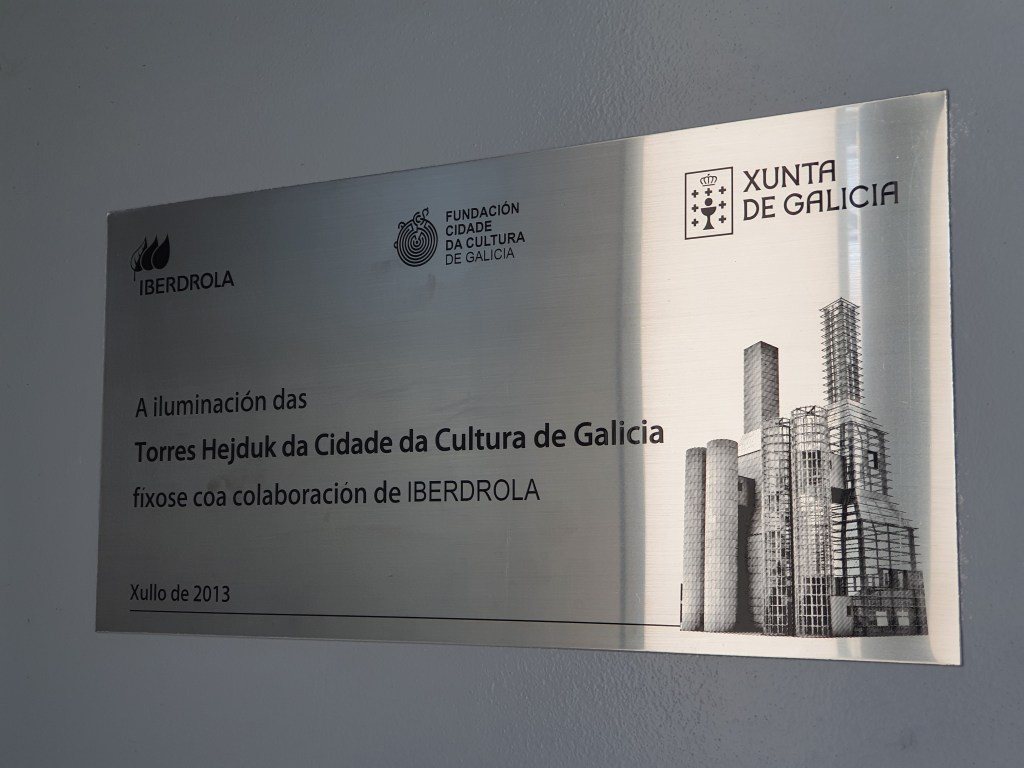 IBERDROLA
FUNDACIÓN
CIDADE
DA CULTURA
DE GALICIA
XUNTA
DE GALICIA
A iluminación das
Torres Hejduk da Cidade da Cultura de Galicia
fíxose coa colaboración de IBERDROLA
Xullo de 2013